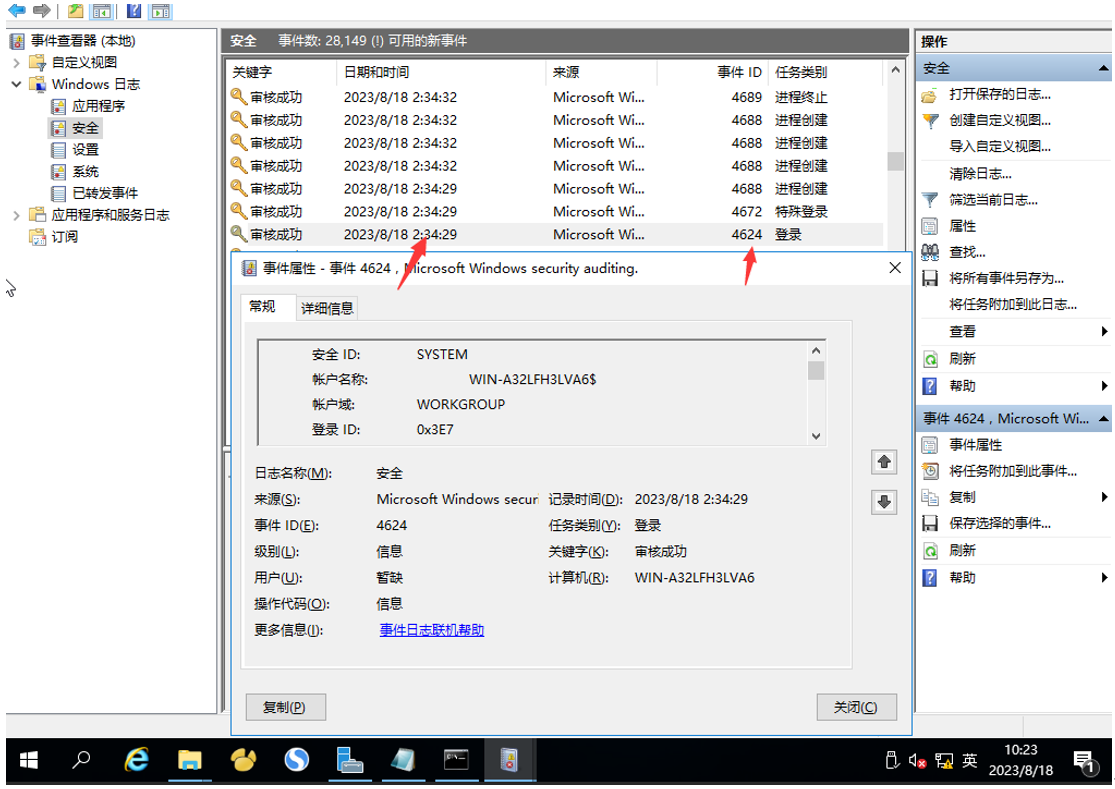 事件查看器 (本地)
自定义视图
Windows 日志
应用程序
安全
设置
系统
已转发事件
应用程序和服务日志
订阅
安全 事件数: 28,149 (!) 可用的新事件
关键字 日期和时间 来源 事件 ID 任务类别
审核成功 2023/8/18 2:34:32 Microsoft Wi... 4689 进程终止
审核成功 2023/8/18 2:34:32 Microsoft Wi... 4688 进程创建
审核成功 2023/8/18 2:34:32 Microsoft Wi... 4688 进程创建
审核成功 2023/8/18 2:34:32 Microsoft Wi... 4688 进程创建
审核成功 2023/8/18 2:34:29 Microsoft Wi... 4688 进程创建
审核成功 2023/8/18 2:34:29 Microsoft Wi... 4672 特殊登录
审核成功 2023/8/18 2:34:29 Microsoft Wi... 4624 登录
事件属性 - 事件 4624 , Microsoft Windows security auditing.
常规 详细信息
安全 ID: SYSTEM
帐户名称: WIN-A32LFH3LVA6$
帐户域: WORKGROUP
登录 ID: 0x3E7
日志名称(M): 安全
来源(S): Microsoft Windows securi 记录时间(D): 2023/8/18 2:34:29
事件 ID(E): 4624 任务类别(Y): 登录
级别(L): 信息 关键字(K): 审核成功
用户(U): 暂缺 计算机(R): WIN-A32LFH3LVA6
操作代码(O): 信息
更多信息(I): 事件日志联机帮助
复制(P) 关闭(C)
操作
安全
打开保存的日志...
创建自定义视图...
导入自定义视图...
清除日志...
筛选当前日志...
属性
查找...
将所有事件另存为...
将任务附加到此日志...
查看
刷新
帮助
事件 4624 , Microsoft Wi...
事件属性
将任务附加到此事件...
复制
保存选择的事件...
刷新
帮助
英
10:23
2023/8/18
1